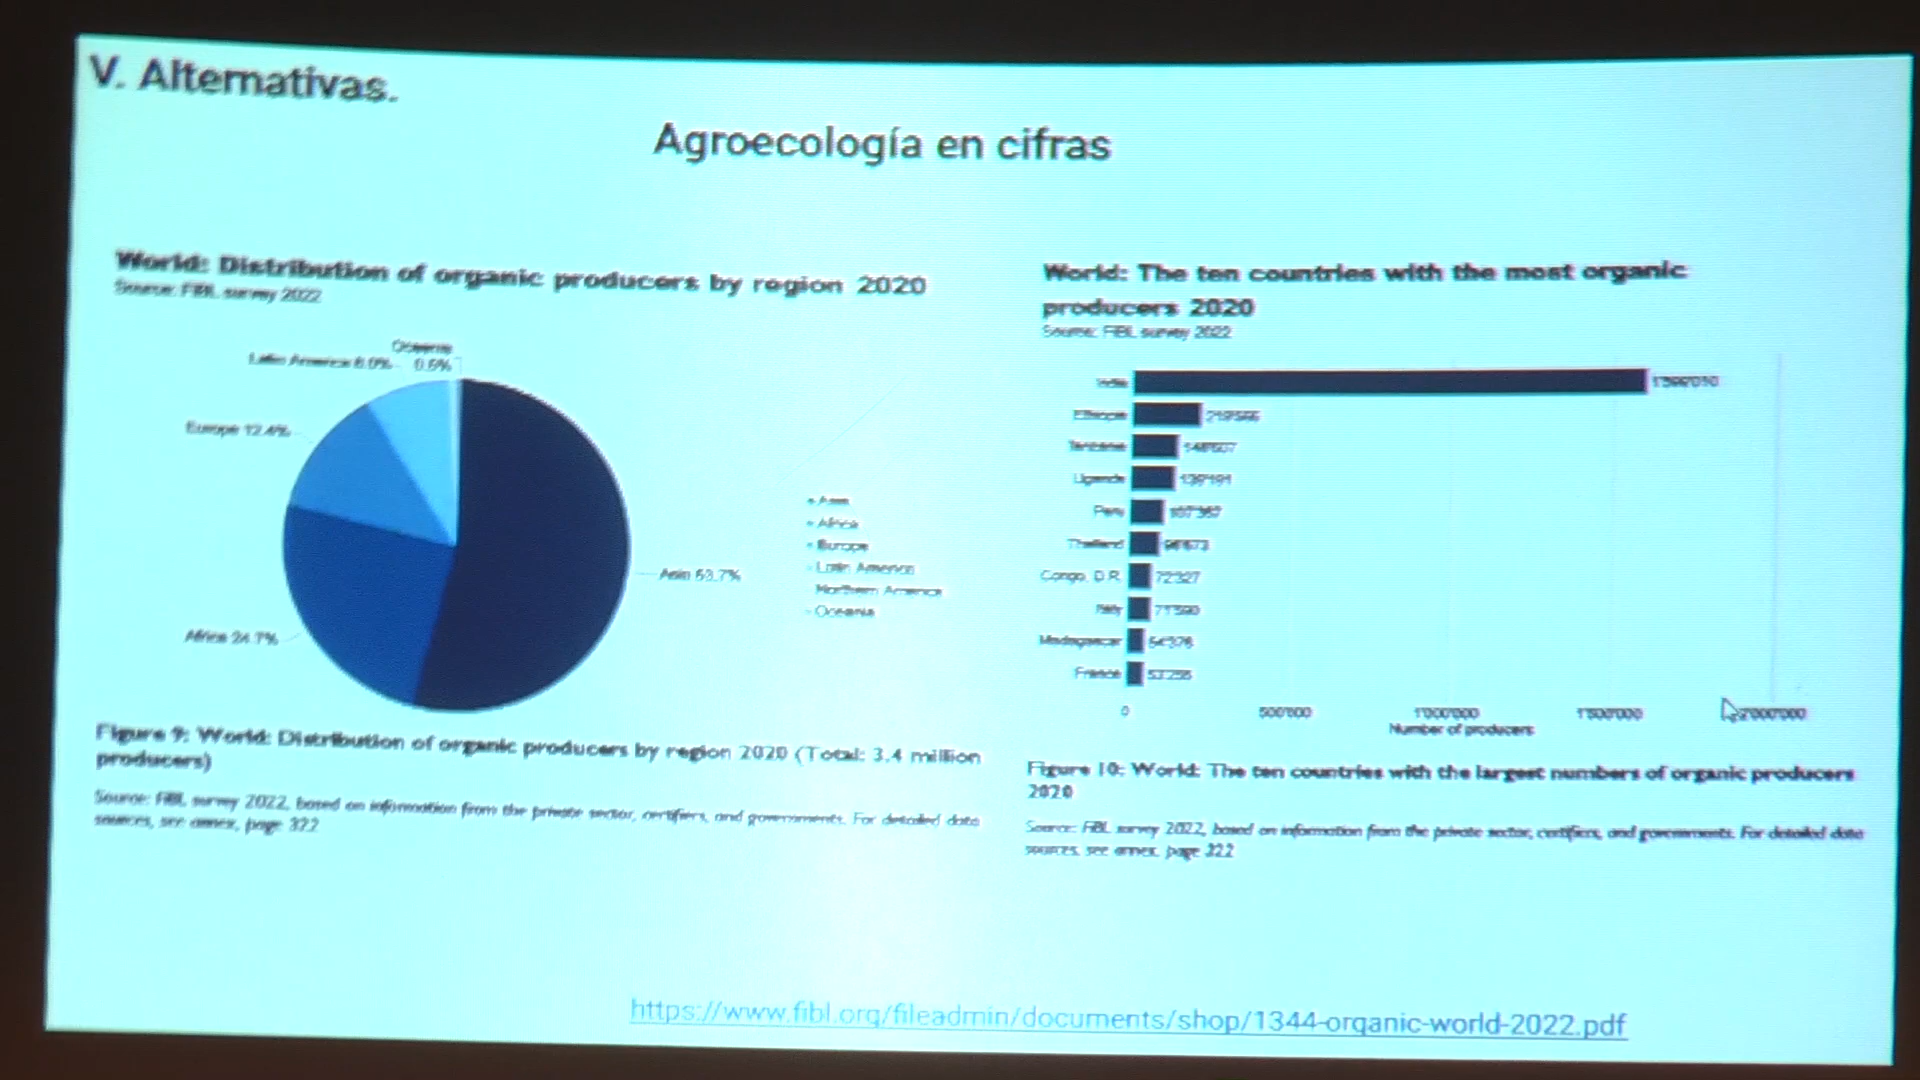 V. Alternativas.
Agroecología en cifras
World: Distribution of organic producers by region 2020
Source: FiBL survey 2022
Oceania
Latin America 8.0%
0.5%
Europe 12.4%
Asia
Africa
Europe
Latin America
Northern America
Oceania
Asia
Africa 24.7%
Figure 9: World: Distribution of organic producers by region 2020 (Total: 3.4 million
producers)
Source: FiBL survey 2022, based on information from the private sector, certifiers, and governments. For detailed data
sources, see annex, page 322
World: The ten countries with the most organic
producers 2020
Source: FiBL survey 2022
India
Ethiopia
Tanzania
Uganda
Peru
Thailand
Congo, D.R. 72'327
Italy
Madagascar
France
0 500'000 1'000'000 1'500'000 2'000'000
Number of producers
Figure 10: World: The ten countries with the largest numbers of organic producers
2020
Source: FiBL survey 2022, based on information from the private sector, certifiers, and governments. For detailed data
sources, see annex, page 322
https://www.fibl.org/fileadmin/documents/shop/1344-organic-world-2022.pdf